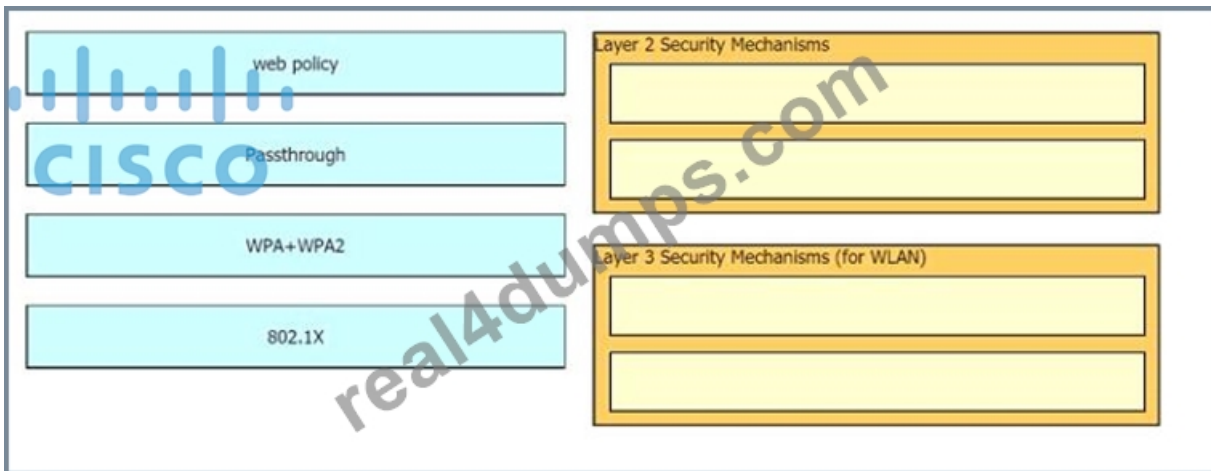 web policy
Passthrough
WPA+WPA2
802.1X
Layer 2 Security Mechanisms
Layer 3 Security Mechanisms (for WLAN)
CISCO
real4dumps.com